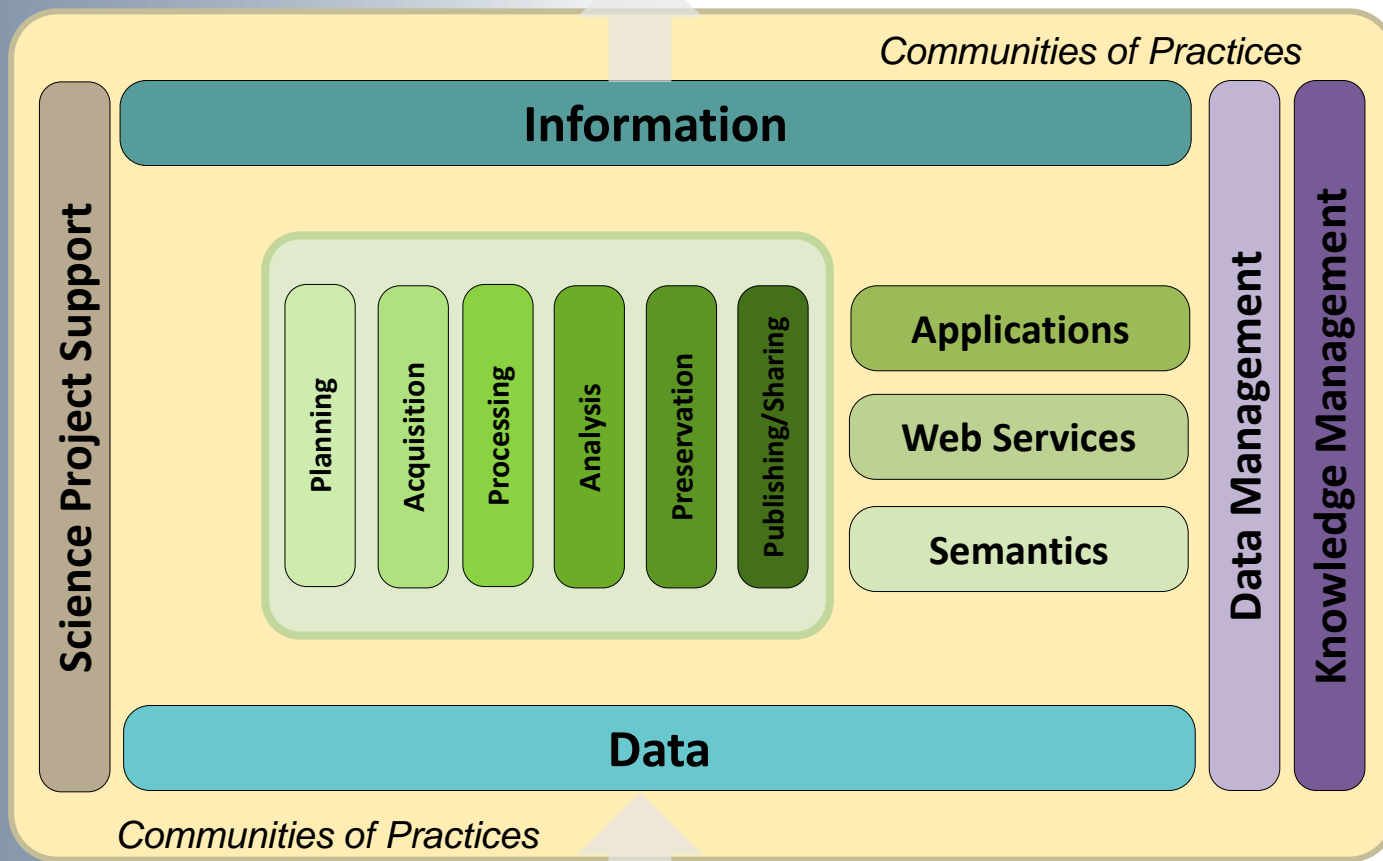 Communities of Practices
Science Project Support
Information
Planning
Acquisition
Processing
Analysis
Preservation
Publishing/Sharing
Applications
Web Services
Semantics
Data Management
Knowledge Management
Data
Communities of Practices